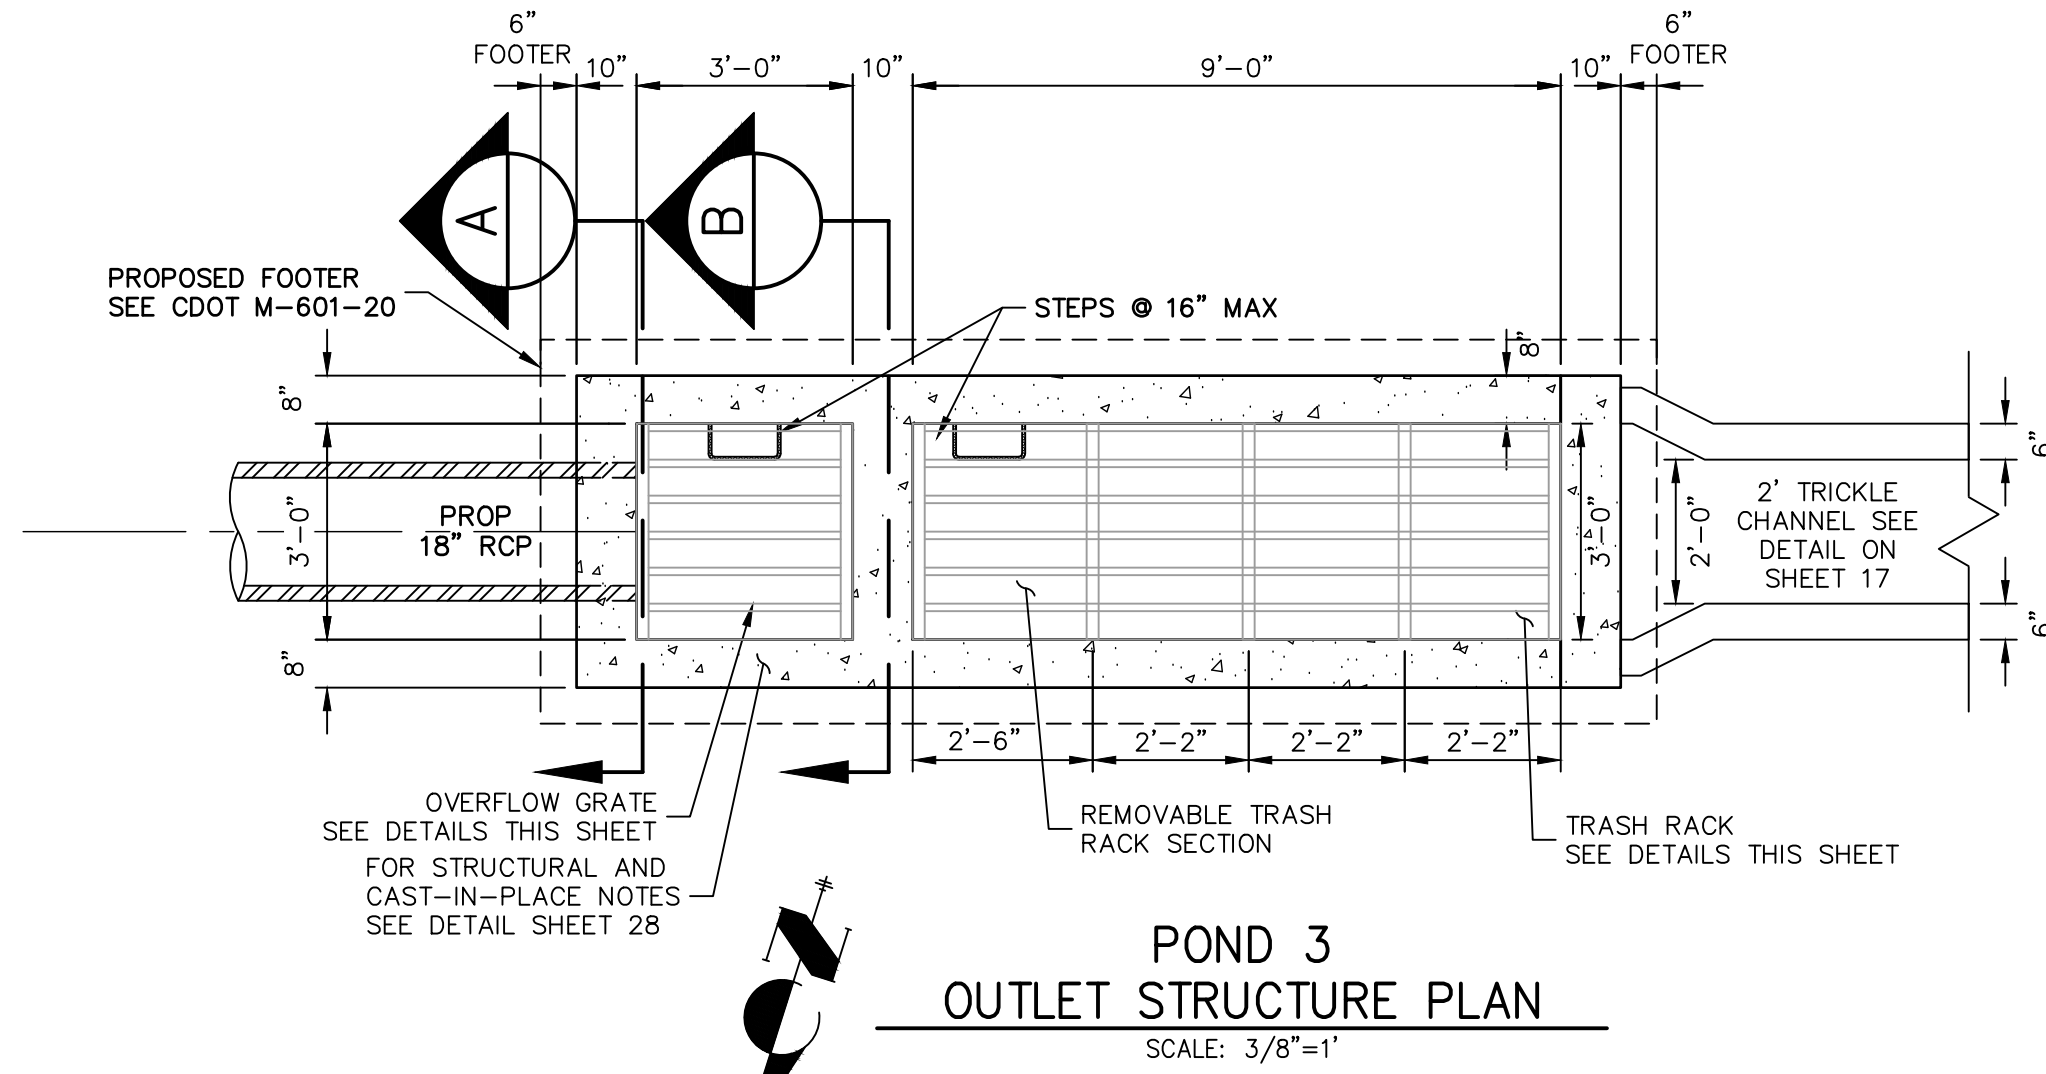 6”
FOOTER
10”
3’-0”
10”
9’-0”
10”
6”
FOOTER
A
B
PROPOSED FOOTER
SEE CDOT M-601-20
STEPS @ 16” MAX
8”
8”
3’-0”
8”
PROP
18” RCP
3’-0”
2’-0”
2’ TRICKLE
CHANNEL SEE
DETAIL ON
SHEET 17
6”
6”
2’-6”
2’-2”
2’-2”
2’-2”
OVERFLOW GRATE
SEE DETAILS THIS SHEET
FOR STRUCTURAL AND
CAST-IN-PLACE NOTES
SEE DETAIL SHEET 28
REMOVABLE TRASH
RACK SECTION
TRASH RACK
SEE DETAILS THIS SHEET
POND 3
OUTLET STRUCTURE PLAN
SCALE: 3/8”=1’